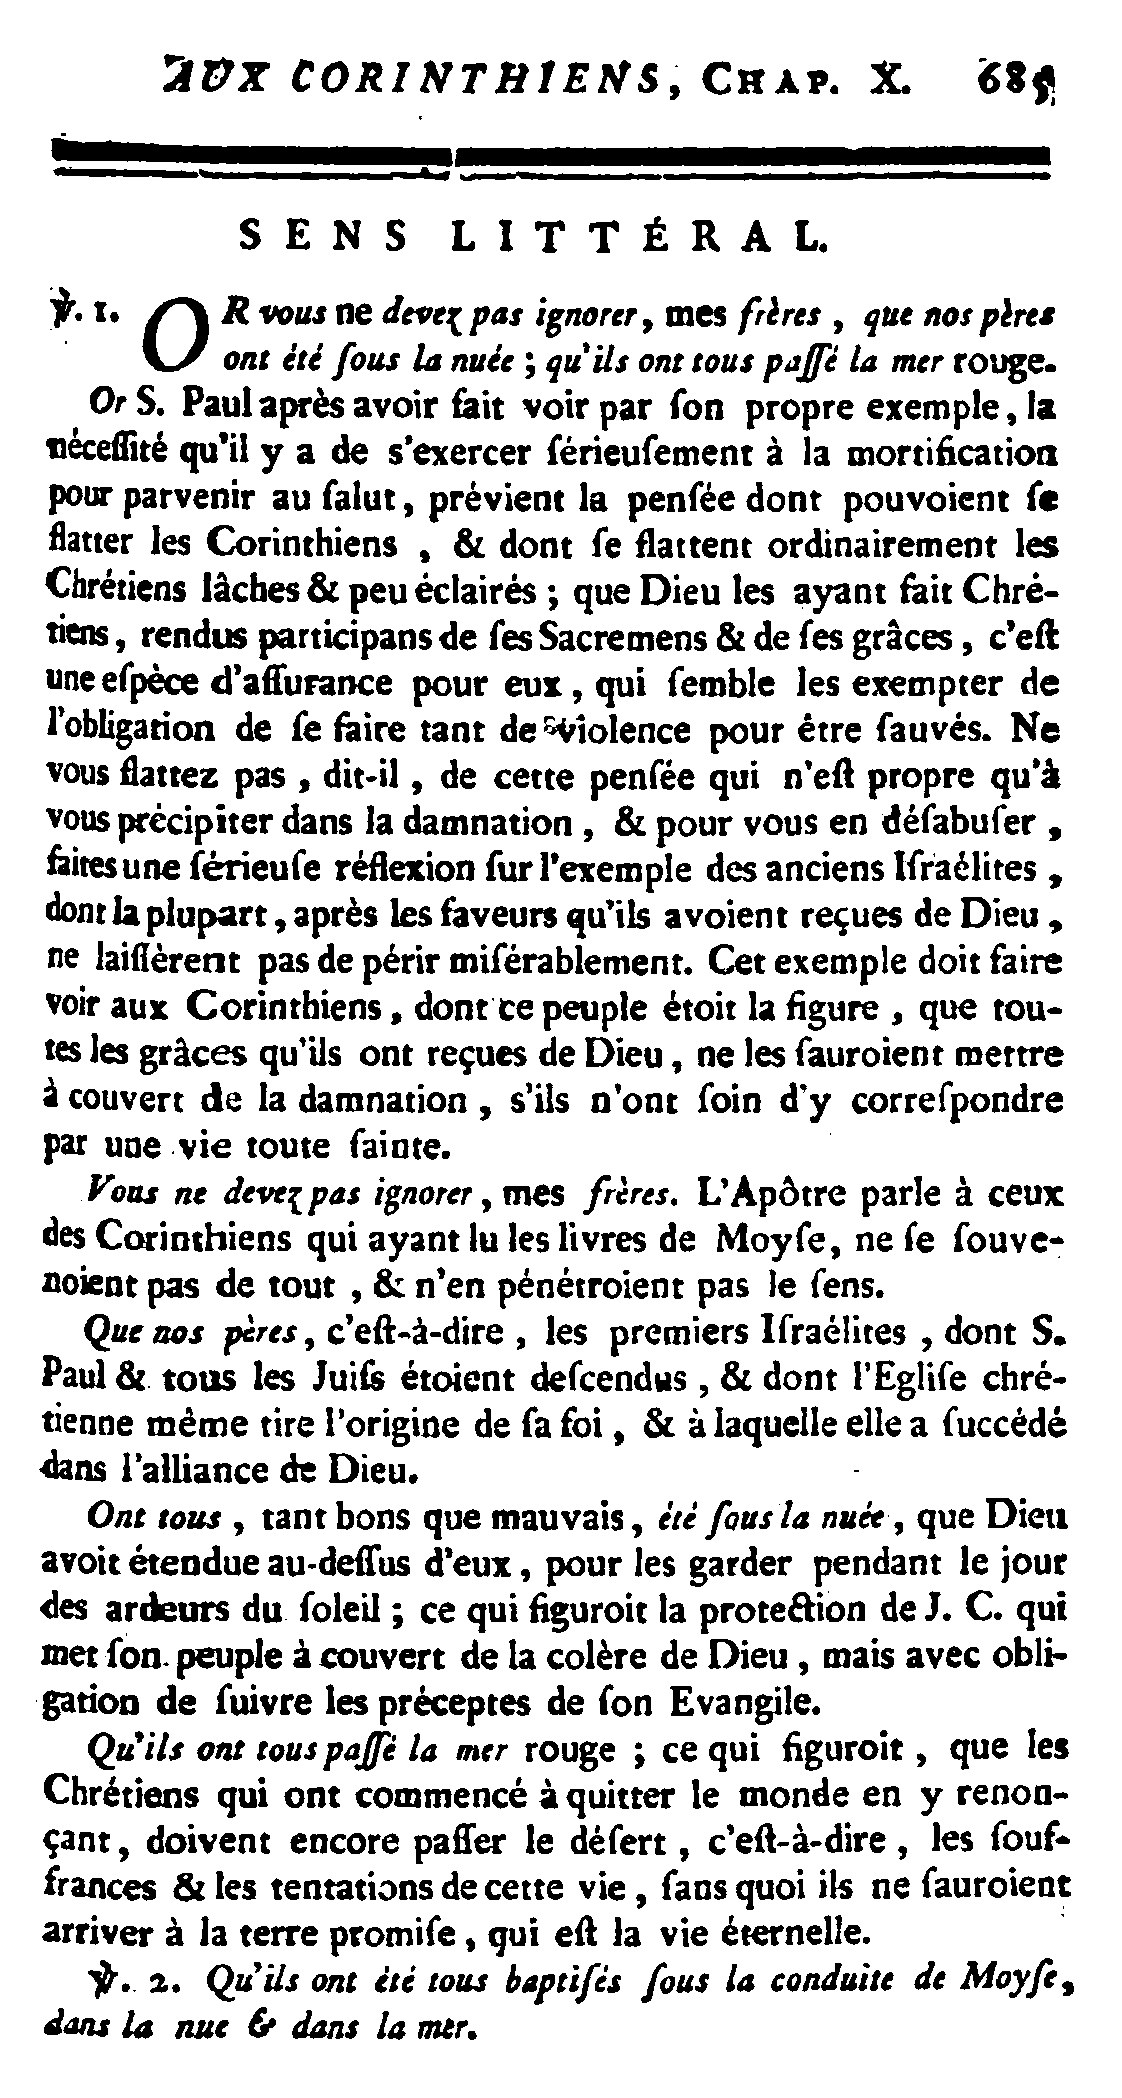 AUX CORINTHIENS, CHAP. X. 685
SENS LITTÉRAL.
℣. 1. OR vous ne devez pas ignorer, mes frères, que nos pères
ont été ſous la nuée ; qu'ils ont tous paſſé la mer rouge.
Or S. Paul après avoir fait voir par ſon propre exemple, la
néceſſité qu'il y a de s'exercer ſérieuſement à la mortification
pour parvenir au ſalut, prévient la penſée dont pouvoient ſe
flatter les Corinthiens, & dont ſe flattent ordinairement les
Chrétiens lâches & peu éclairés ; que Dieu les ayant fait Chré-
tiens, rendus participans de ſes Sacremens & de ſes grâces, c'eſt
une eſpèce d'aſſurance pour eux, qui ſemble les exempter de
l'obligation de ſe faire tant de violence pour être ſauvés. Ne
vous flattez pas, dit-il, de cette penſée qui n'eſt propre qu'à
vous précipiter dans la damnation, & pour vous en déſabuſer,
faites une ſérieuſe réflexion ſur l'exemple des anciens Iſraélites,
dont la plupart, après les faveurs qu'ils avoient reçues de Dieu,
ne laiſſèrent pas de périr miſérablement. Cet exemple doit faire
voir aux Corinthiens, dont ce peuple étoit la figure, que tou-
tes les grâces qu'ils ont reçues de Dieu, ne les ſauroient mettre
à couvert de la damnation, s'ils n'ont ſoin d'y correſpondre
par une vie toute ſainte.
Vous ne devez pas ignorer, mes frères. L'Apôtre parle à ceux
des Corinthiens qui ayant lu les livres de Moyſe, ne ſe ſouve-
noient pas de tout, & n'en pénétroient pas le ſens.
Que nos pères, c'eſt-à-dire, les premiers Iſraélites, dont S.
Paul & tous les Juifs étoient deſcendus, & dont l'Egliſe chré-
tienne même tire l'origine de ſa foi, & à laquelle elle a ſuccédé
dans l'alliance de Dieu.
Ont tous, tant bons que mauvais, été ſous la nuée, que Dieu
avoit étendue au-deſſus d'eux, pour les garder pendant le jour
des ardeurs du ſoleil ; ce qui figuroit la protection de J. C. qui
met ſon peuple à couvert de la colère de Dieu, mais avec obli-
gation de ſuivre les préceptes de ſon Evangile.
Qu'ils ont tous paſſé la mer rouge ; ce qui figuroit, que les
Chrétiens qui ont commencé à quitter le monde en y renon-
çant, doivent encore paſſer le déſert, c'eſt-à-dire, les ſouf-
frances & les tentations de cette vie, ſans quoi ils ne ſauroient
arriver à la terre promiſe, qui eſt la vie éternelle.
℣. 2. Qu'ils ont été tous baptiſés ſous la conduite de Moyſe,
dans la nue & dans la mer.